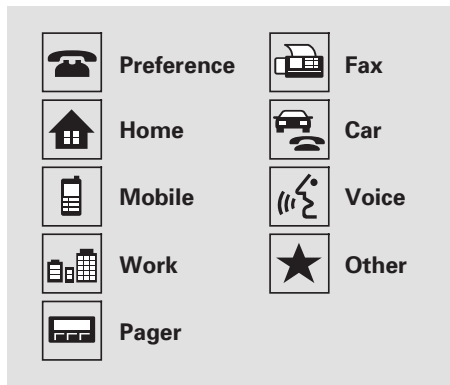 Preference
Home
Mobile
Work
Pager
Fax
Car
Voice
Other